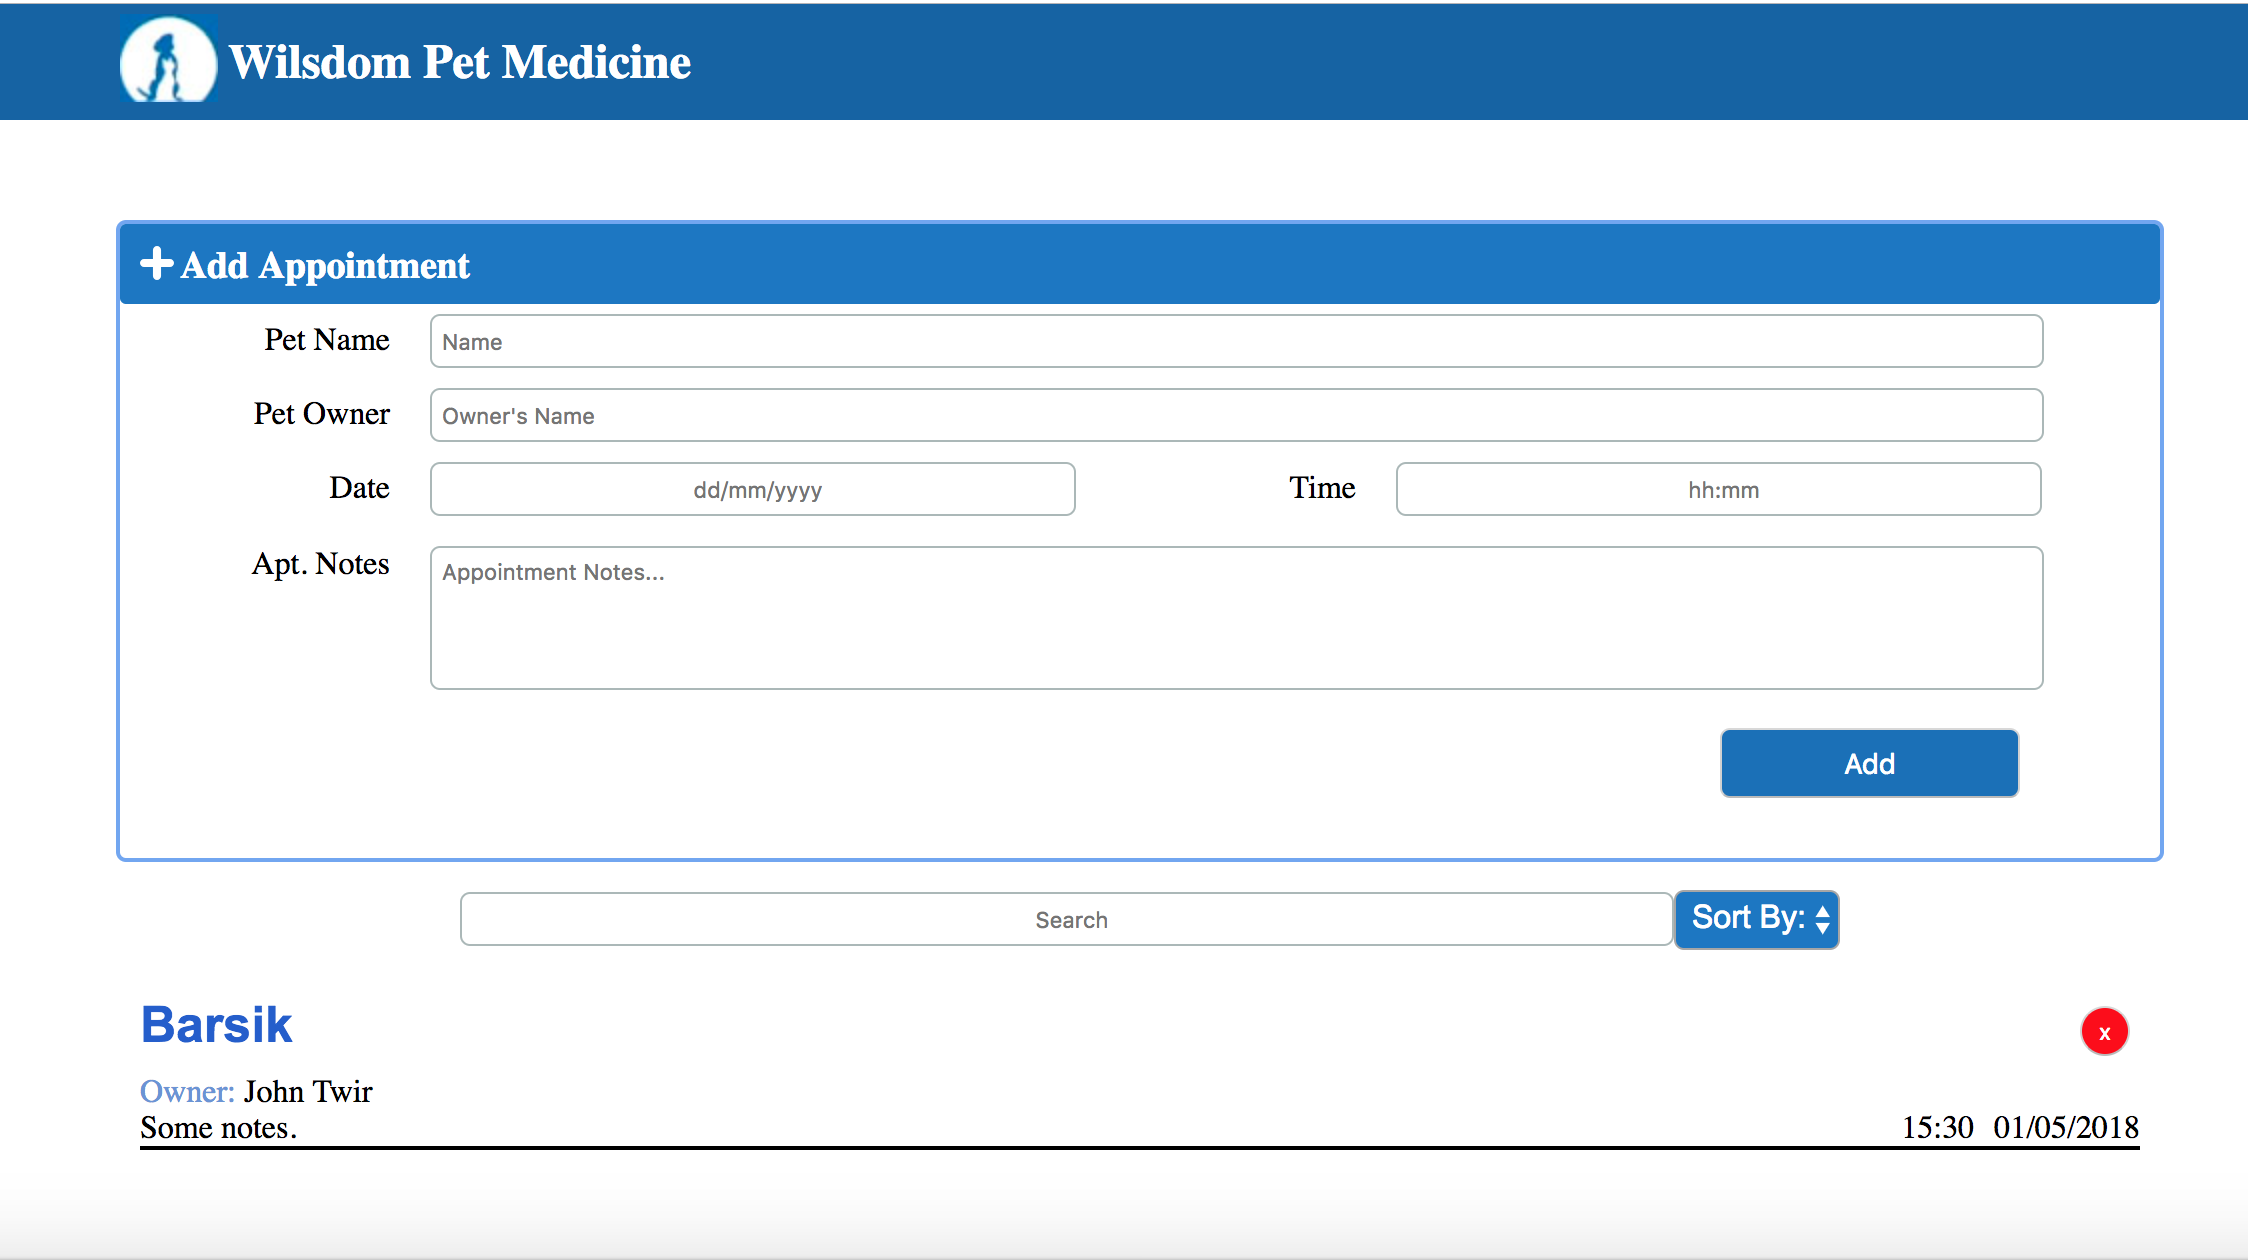 Wilsdom Pet Medicine
Add Appointment
Pet Name Name
Pet Owner Owner's Name
Date dd/mm/yyyy Time hh:mm
Apt. Notes Appointment Notes...
Add
Search Sort By:
Barsik x
Owner: John Twir
Some notes. 15:30 01/05/2018